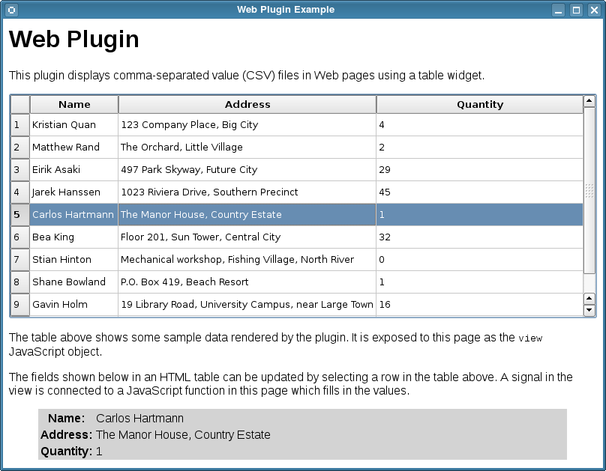 Web Plugin Example
Web Plugin
This plugin displays comma-separated value (CSV) files in Web pages using a table widget.
Name Address Quantity
1 Kristian Quan 123 Company Place, Big City 4
2 Matthew Rand The Orchard, Little Village 2
3 Eirik Asaki 497 Park Skyway, Future City 29
4 Jarek Hanssen 1023 Riviera Drive, Southern Precinct 45
5 Carlos Hartmann The Manor House, Country Estate 1
6 Bea King Floor 201, Sun Tower, Central City 32
7 Stian Hinton Mechanical workshop, Fishing Village, North River 0
8 Shane Bowland P.O. Box 419, Beach Resort 1
9 Gavin Holm 19 Library Road, University Campus, near Large Town 16
The table above shows some sample data rendered by the plugin. It is exposed to this page as the view
JavaScript object.
The fields shown below in an HTML table can be updated by selecting a row in the table above. A signal in the
view is connected to a JavaScript function in this page which fills in the values.
Name: Carlos Hartmann
Address: The Manor House, Country Estate
Quantity: 1